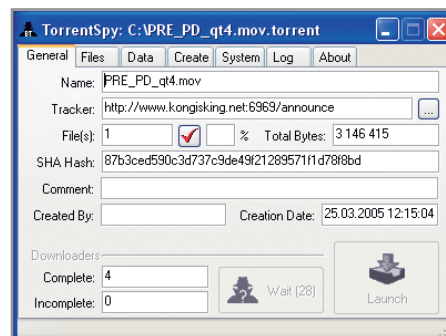 TorrentSpy: C:\PRE_PD_qt4.mov.torrent
General Files Data Create System Log About
Name: PRE_PD_qt4.mov
Tracker: http://www.kongisking.net:6969/announce ...
File(s): 1 % Total Bytes: 3 146 415
SHA Hash: 87b3ced590c3d737c9de49f21289571f1d78f8bd
Comment:
Created By: Creation Date: 25.03.2005 12:15:04
Downloaders
Complete: 4
Incomplete: 0
Wait (28)
Launch